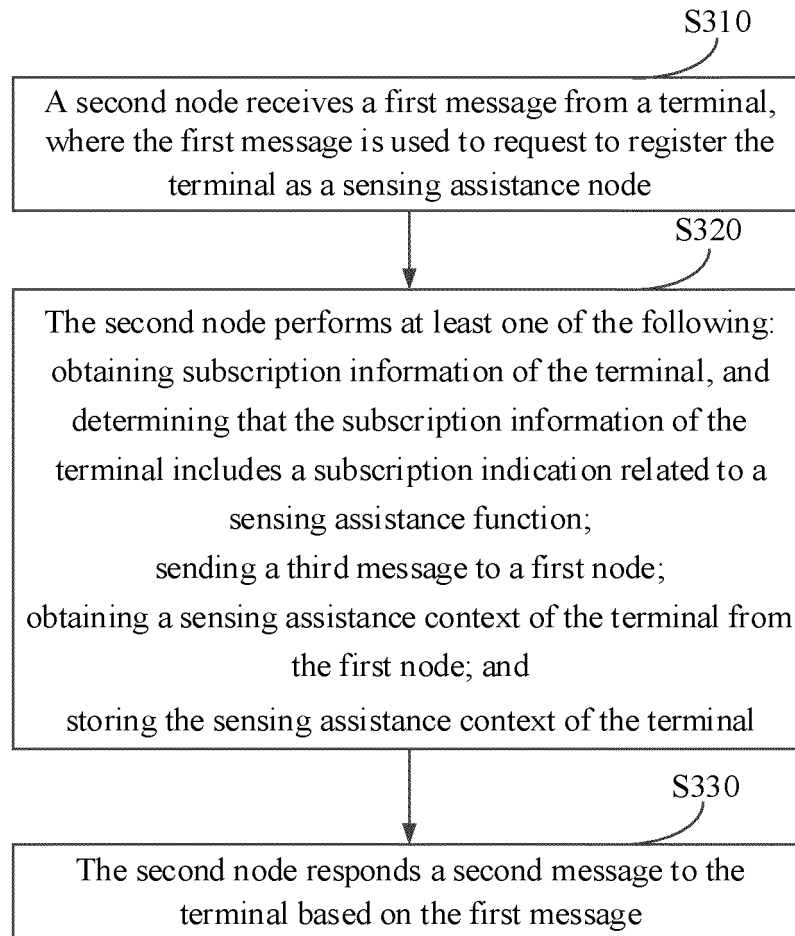 S310
A second node receives a first message from a terminal,
where the first message is used to request to register the
terminal as a sensing assistance node
S320
The second node performs at least one of the following:
obtaining subscription information of the terminal, and
determining that the subscription information of the
terminal includes a subscription indication related to a
sensing assistance function;
sending a third message to a first node;
obtaining a sensing assistance context of the terminal from
the first node; and
storing the sensing assistance context of the terminal
S330
The second node responds a second message to the
terminal based on the first message